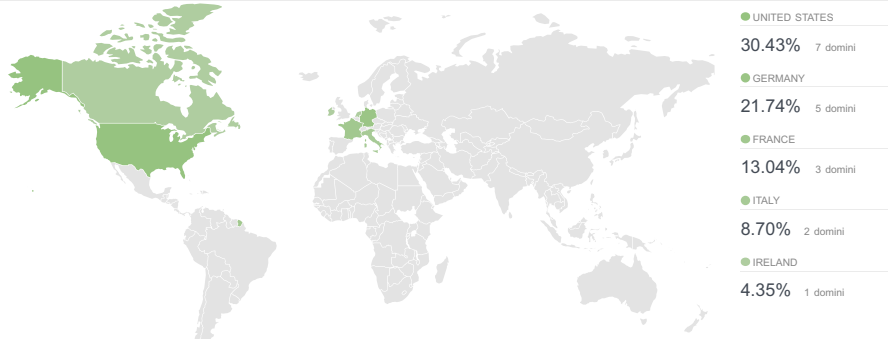 UNITED STATES
30.43% 7 domini
GERMANY
21.74% 5 domini
FRANCE
13.04% 3 domini
ITALY
8.70% 2 domini
IRELAND
4.35% 1 domini